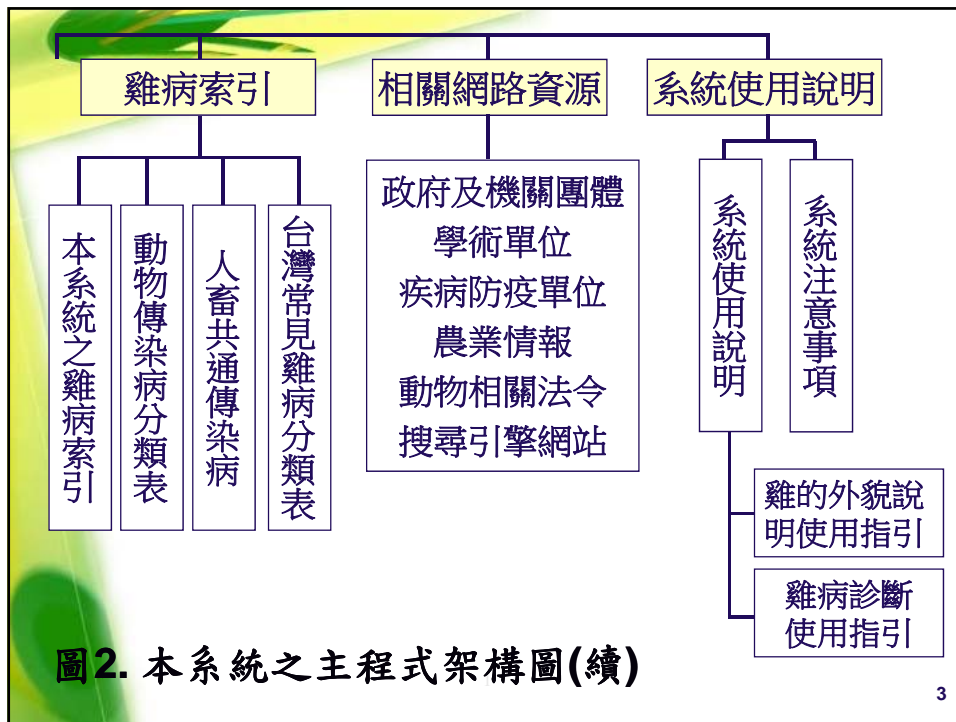 雞病索引
相關網路資源
系統使用說明
本系統之雞病索引
動物傳染病分類表
人畜共通傳染病
台灣常見雞病分類表
政府及機關團體
學術單位
疾病防疫單位
農業情報
動物相關法令
搜尋引擎網站
系統使用說明
系統注意事項
雞的外貌說
明使用指引
雞病診斷
使用指引
圖2. 本系統之主程式架構圖(續)
3